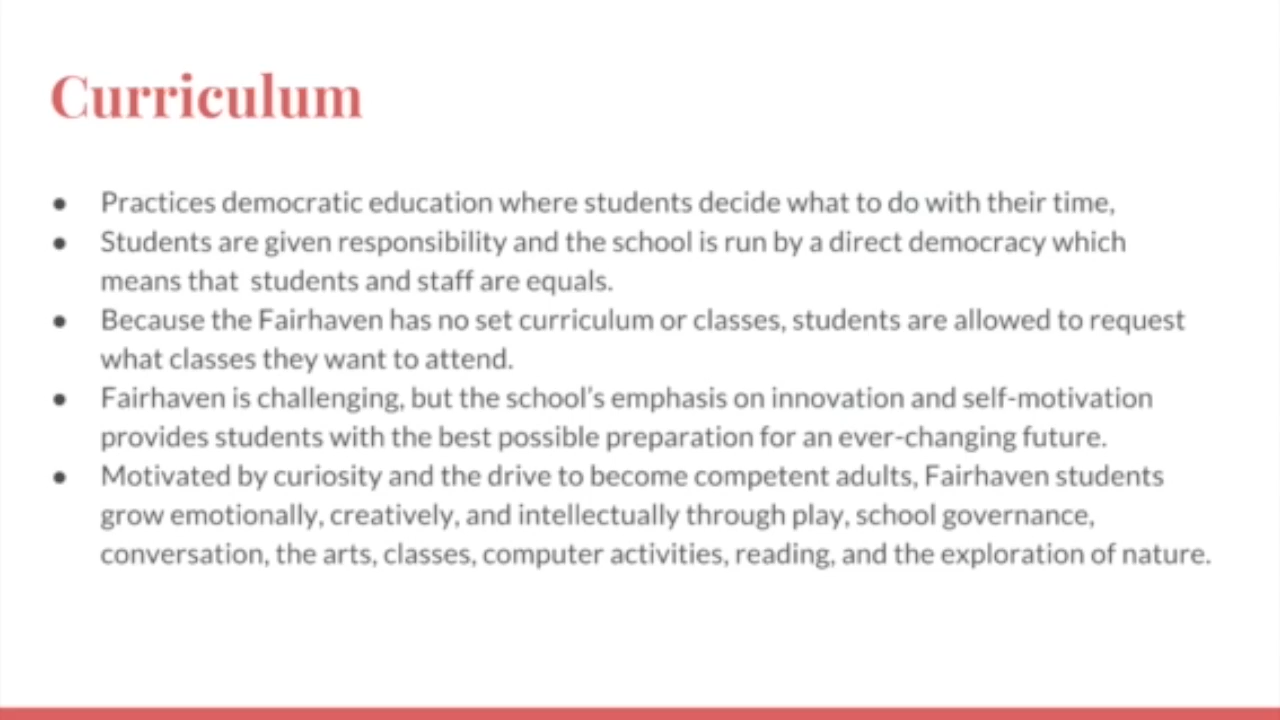 Curriculum
● Practices democratic education where students decide what to do with their time,
● Students are given responsibility and the school is run by a direct democracy which
means that  students and staff are equals.
● Because the Fairhaven has no set curriculum or classes, students are allowed to request
what classes they want to attend.
● Fairhaven is challenging, but the school's emphasis on innovation and self-motivation
provides students with the best possible preparation for an ever-changing future.
● Motivated by curiosity and the drive to become competent adults, Fairhaven students
grow emotionally, creatively, and intellectually through play, school governance,
conversation, the arts, classes, computer activities, reading, and the exploration of nature.